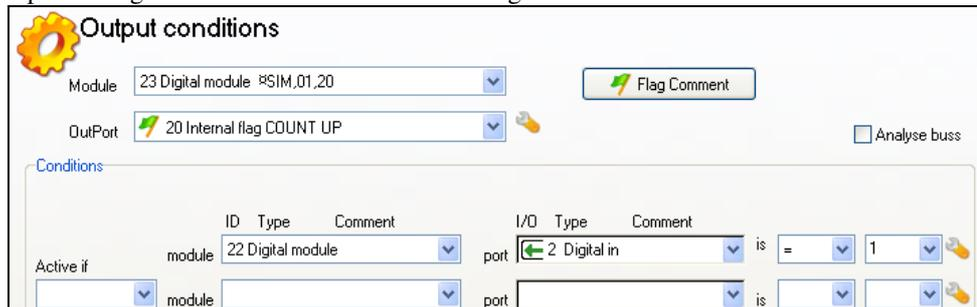 Output conditions
Module 23 Digital module ¤SIM,01,20 Flag Comment
OutPort 20 Internal flag COUNT UP Analyse buss
Conditions
ID Type Comment I/O Type Comment
module 22 Digital module port 2 Digital in is = 1
Active if
module port is